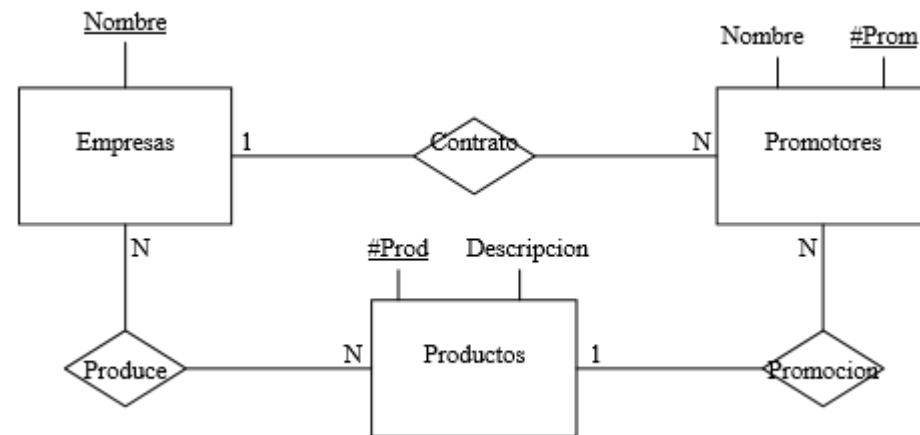 Nombre
Nombre #Prom
Empresas 1 Contrato N Promotores
N N
#Prod Descripcion
Produce N Productos 1 Promocion